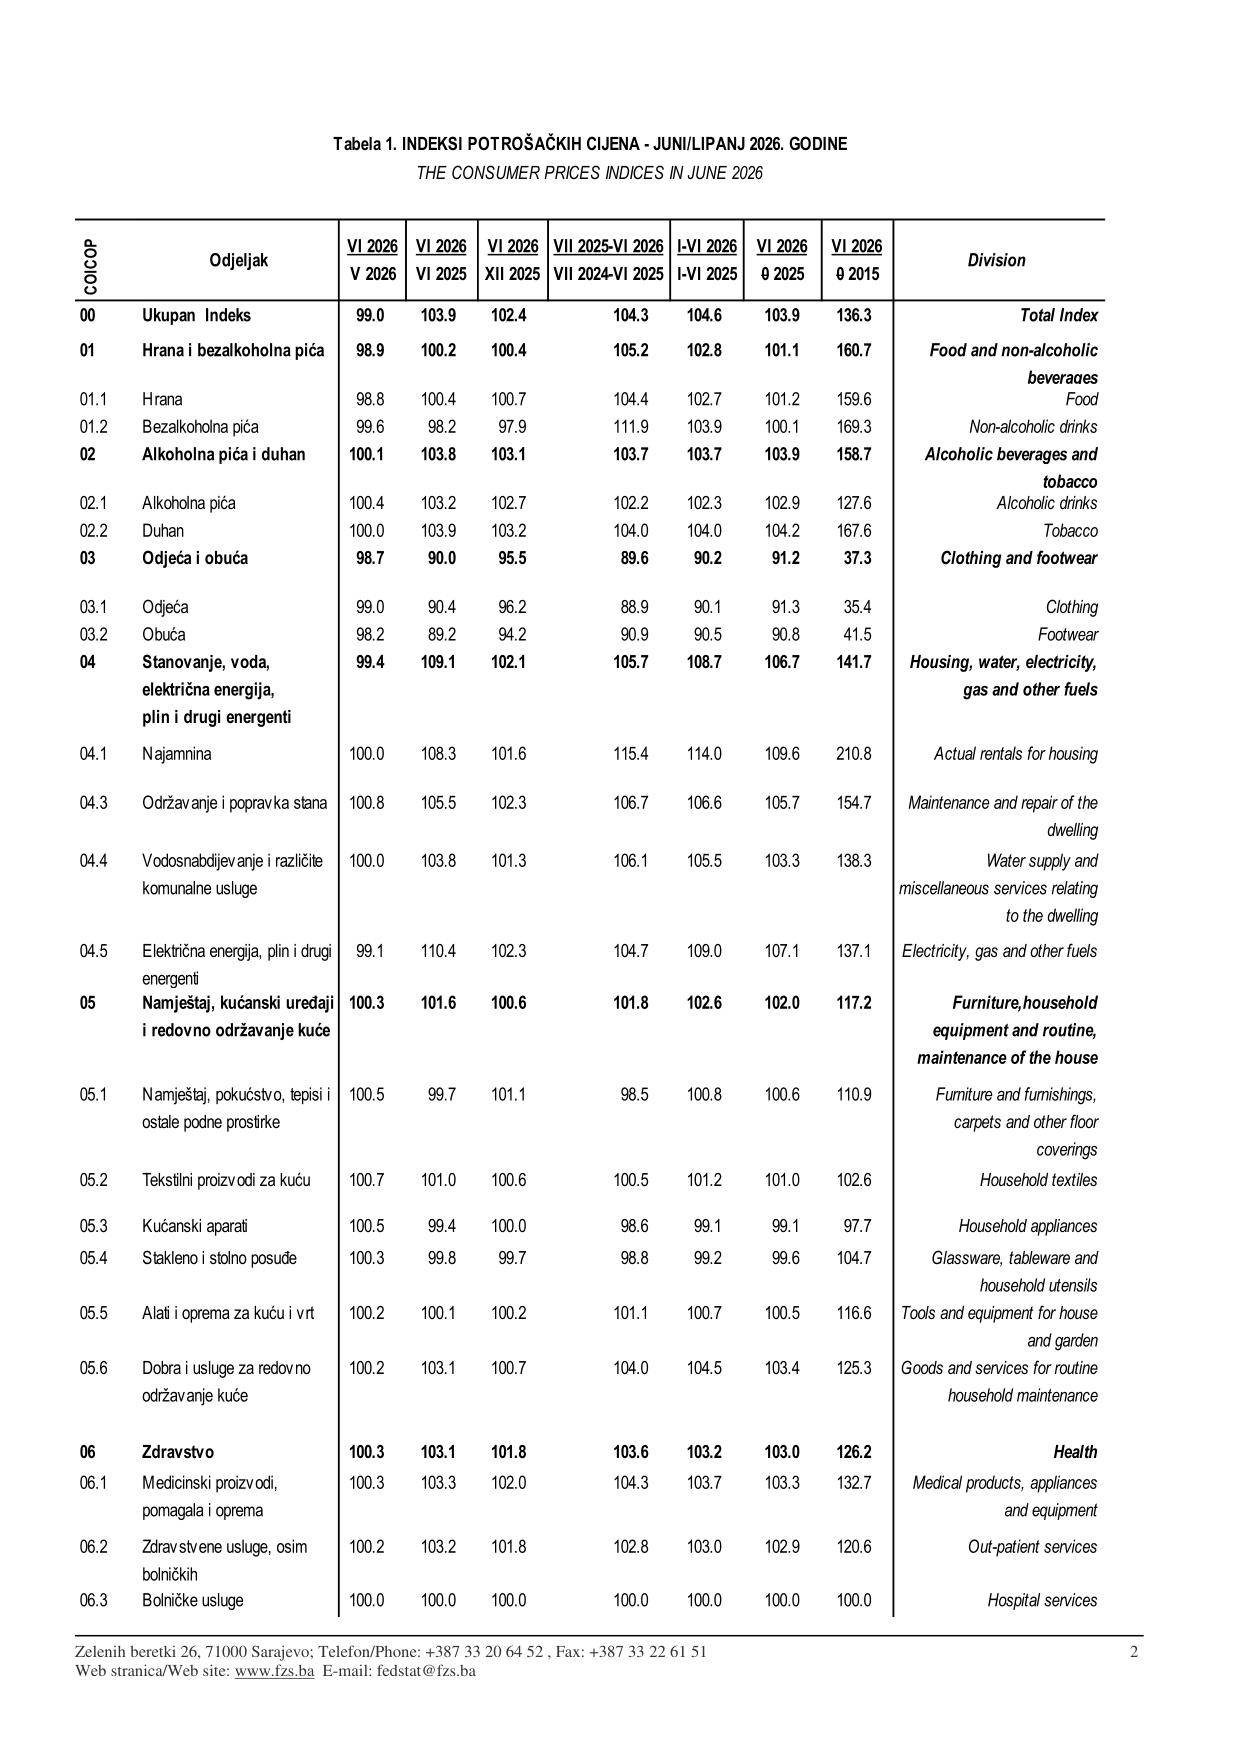 Tabela 1. INDEKSI POTROŠAČKIH CIJENA - JUNI/LIPANJ 2026. GODINE
THE CONSUMER PRICES INDICES IN JUNE 2026
COICOP Odjeljak VI 2026 VI 2026 VI 2026 VII 2025-VI 2026 I-VI 2026 VI 2026 VI 2026 Division
V 2026 VI 2025 XII 2025 VII 2024-VI 2025 I-VI 2025 θ 2025 θ 2015
00 Ukupan Indeks 99.0 103.9 102.4 104.3 104.6 103.9 136.3 Total Index
01 Hrana i bezalkoholna pića 98.9 100.2 100.4 105.2 102.8 101.1 160.7 Food and non-alcoholic
beverages
01.1 Hrana 98.8 100.4 100.7 104.4 102.7 101.2 159.6 Food
01.2 Bezalkoholna pića 99.6 98.2 97.9 111.9 103.9 100.1 169.3 Non-alcoholic drinks
02 Alkoholna pića i duhan 100.1 103.8 103.1 103.7 103.7 103.9 158.7 Alcoholic beverages and
tobacco
02.1 Alkoholna pića 100.4 103.2 102.7 102.2 102.3 102.9 127.6 Alcoholic drinks
02.2 Duhan 100.0 103.9 103.2 104.0 104.0 104.2 167.6 Tobacco
03 Odjeća i obuća 98.7 90.0 95.5 89.6 90.2 91.2 37.3 Clothing and footwear
03.1 Odjeća 99.0 90.4 96.2 88.9 90.1 91.3 35.4 Clothing
03.2 Obuća 98.2 89.2 94.2 90.9 90.5 90.8 41.5 Footwear
04 Stanovanje, voda, 99.4 109.1 102.1 105.7 108.7 106.7 141.7 Housing, water, electricity,
električna energija, gas and other fuels
plin i drugi energenti
04.1 Najamnina 100.0 108.3 101.6 115.4 114.0 109.6 210.8 Actual rentals for housing
04.3 Održavanje i popravka stana 100.8 105.5 102.3 106.7 106.6 105.7 154.7 Maintenance and repair of the
dwelling
04.4 Vodosnabdijevanje i različite 100.0 103.8 101.3 106.1 105.5 103.3 138.3 Water supply and
komunalne usluge miscellaneous services relating
to the dwelling
04.5 Električna energija, plin i drugi 99.1 110.4 102.3 104.7 109.0 107.1 137.1 Electricity, gas and other fuels
energenti
05 Namještaj, kućanski uređaji 100.3 101.6 100.6 101.8 102.6 102.0 117.2 Furniture,household
i redovno održavanje kuće equipment and routine,
maintenance of the house
05.1 Namještaj, pokućstvo, tepisi i 100.5 99.7 101.1 98.5 100.8 100.6 110.9 Furniture and furnishings,
ostale podne prostirke carpets and other floor
coverings
05.2 Tekstilni proizvodi za kuću 100.7 101.0 100.6 100.5 101.2 101.0 102.6 Household textiles
05.3 Kućanski aparati 100.5 99.4 100.0 98.6 99.1 99.1 97.7 Household appliances
05.4 Stakleno i stolno posuđe 100.3 99.8 99.7 98.8 99.2 99.6 104.7 Glassware, tableware and
household utensils
05.5 Alati i oprema za kuću i vrt 100.2 100.1 100.2 101.1 100.7 100.5 116.6 Tools and equipment for house
and garden
05.6 Dobra i usluge za redovno 100.2 103.1 100.7 104.0 104.5 103.4 125.3 Goods and services for routine
održavanje kuće household maintenance
06 Zdravstvo 100.3 103.1 101.8 103.6 103.2 103.0 126.2 Health
06.1 Medicinski proizvodi, 100.3 103.3 102.0 104.3 103.7 103.3 132.7 Medical products, appliances
pomagala i oprema and equipment
06.2 Zdravstvene usluge, osim 100.2 103.2 101.8 102.8 103.0 102.9 120.6 Out-patient services
bolničkih
06.3 Bolničke usluge 100.0 100.0 100.0 100.0 100.0 100.0 100.0 Hospital services
Zelenih beretki 26, 71000 Sarajevo; Telefon/Phone: +387 33 20 64 52 , Fax: +387 33 22 61 51 2
Web stranica/Web site: www.fzs.ba E-mail: fedstat@fzs.ba